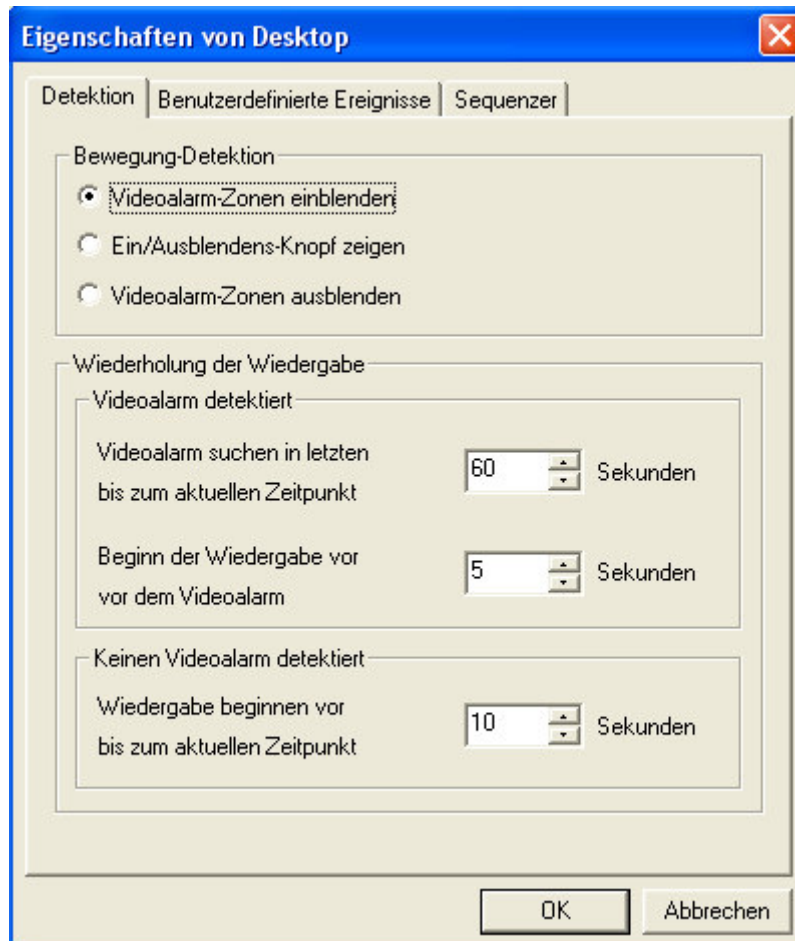 Eigenschaften von Desktop
Detektion
Benutzerdefinierte Ereignisse
Sequenzer
Bewegung-Detektion
Videoalarm-Zonen einblenden
Ein/Ausblendens-Knopf zeigen
Videoalarm-Zonen ausblenden
Wiederholung der Wiedergabe
Videoalarm detektiert
Videoalarm suchen in letzten
bis zum aktuellen Zeitpunkt
60
Sekunden
Beginn der Wiedergabe vor
vor dem Videoalarm
5
Sekunden
Keinen Videoalarm detektiert
Wiedergabe beginnen vor
bis zum aktuellen Zeitpunkt
10
Sekunden
OK
Abbrechen